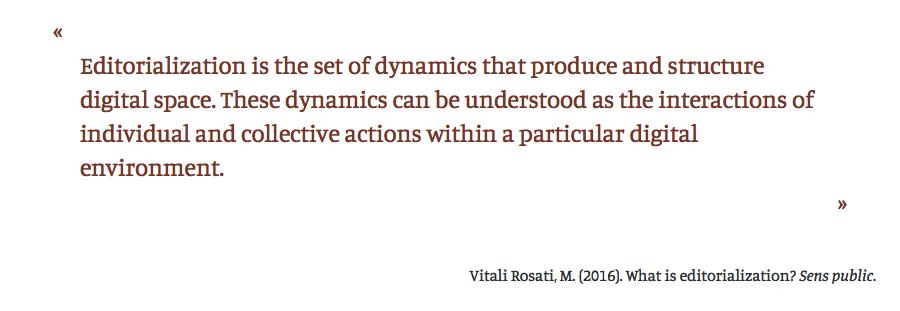 «
Editorialization is the set of dynamics that produce and structure
digital space. These dynamics can be understood as the interactions of
individual and collective actions within a particular digital
environment.
»
Vitali Rosati, M. (2016). What is editorialization? Sens public.